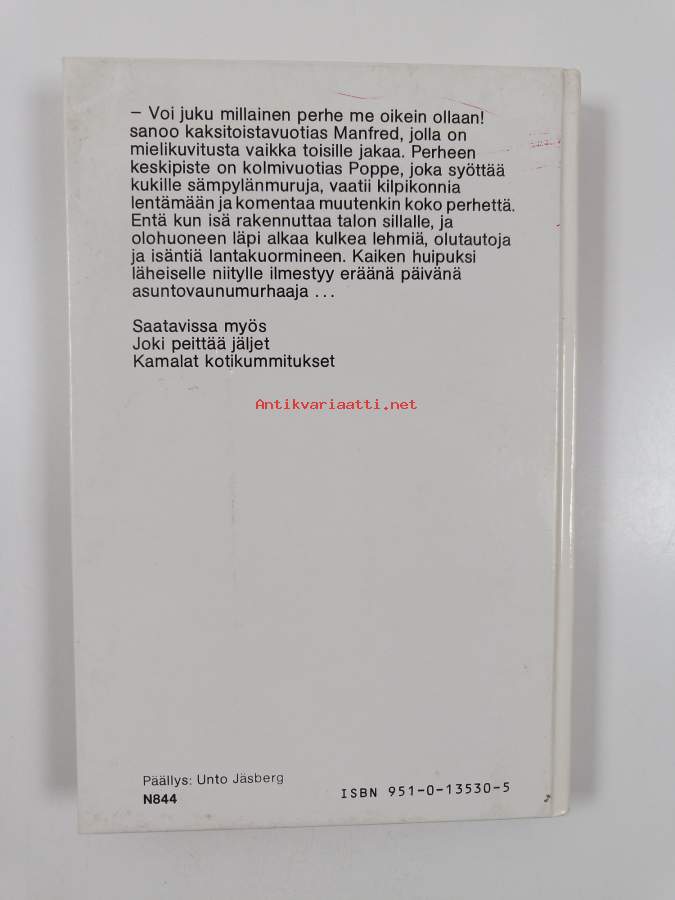 – Voi juku millainen perhe me oikein ollaan!
sanoo kaksitoistavuotias Manfred, jolla on
mielikuvitusta vaikka toisille jakaa. Perheen
keskipiste on kolmivuotias Poppe, joka syöttää
kukille sämpylänmuruja, vaatii kilpikonnia
lentämään ja komentaa muutenkin koko perhettä.
Entä kun isä rakennuttaa talon sillalle, ja
olohuoneen läpi alkaa kulkea lehmiä, olutautoja
ja isäntiä lantakuormineen. Kaiken huipuksi
läheiselle niitylle ilmestyy eräänä päivänä
asuntovaunumurhaaja ...
Saatavissa myös
Joki peittää jäljet
Kamalat kotikummitukset
Antikvariaatti.net
Päällys: Unto Jäsberg
N844
ISBN 951-0-13530-5